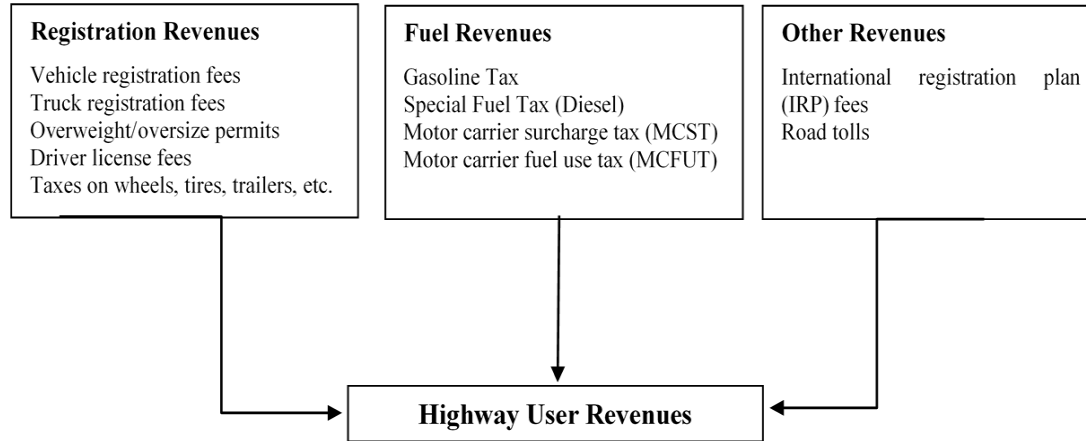 Registration Revenues
Vehicle registration fees
Truck registration fees
Overweight/oversize permits
Driver license fees
Taxes on wheels, tires, trailers, etc.
Fuel Revenues
Gasoline Tax
Special Fuel Tax (Diesel)
Motor carrier surcharge tax (MCST)
Motor carrier fuel use tax (MCFUT)
Other Revenues
International registration plan
(IRP) fees
Road tolls
Highway User Revenues